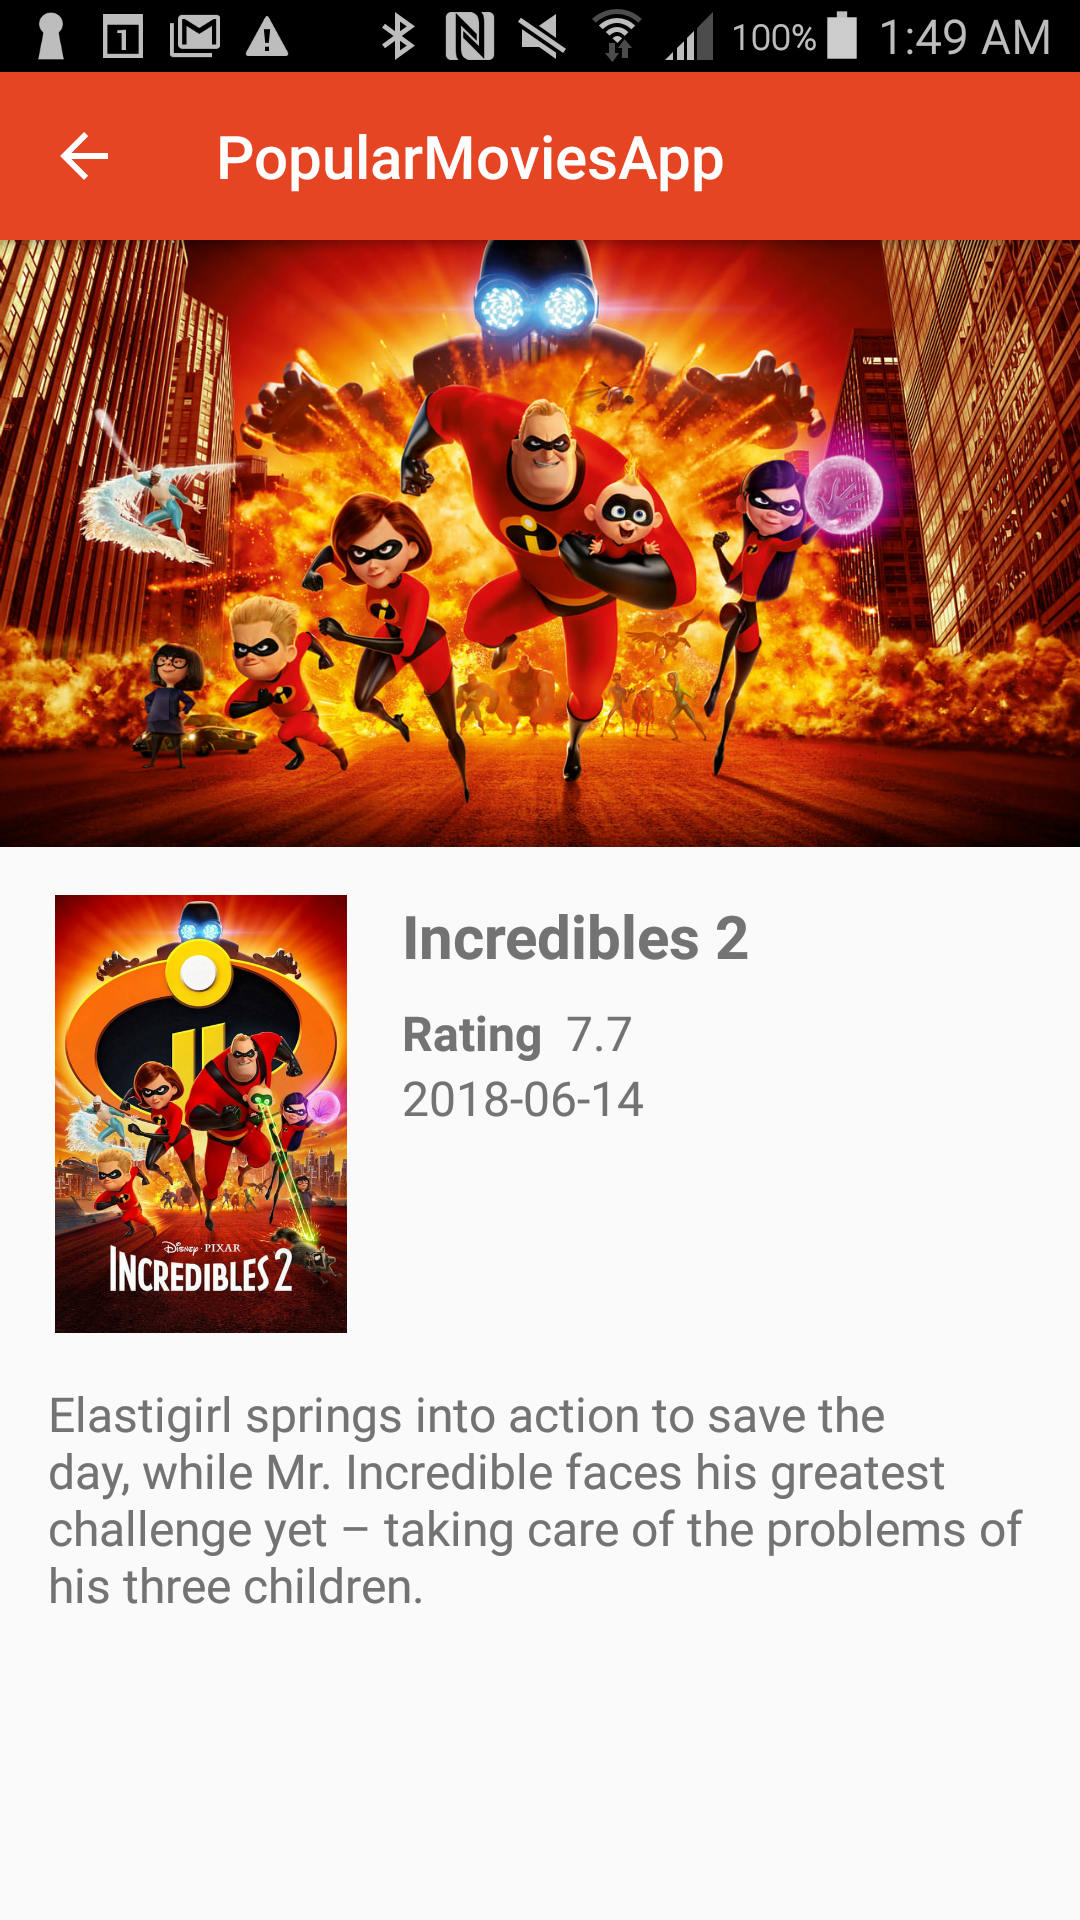 1 100% 1:49 AM
PopularMoviesApp
Incredibles 2
Rating 7.7
2018-06-14
Disney · PIXAR
INCREDIBLES 2
Elastigirl springs into action to save the
day, while Mr. Incredible faces his greatest
challenge yet – taking care of the problems of
his three children.